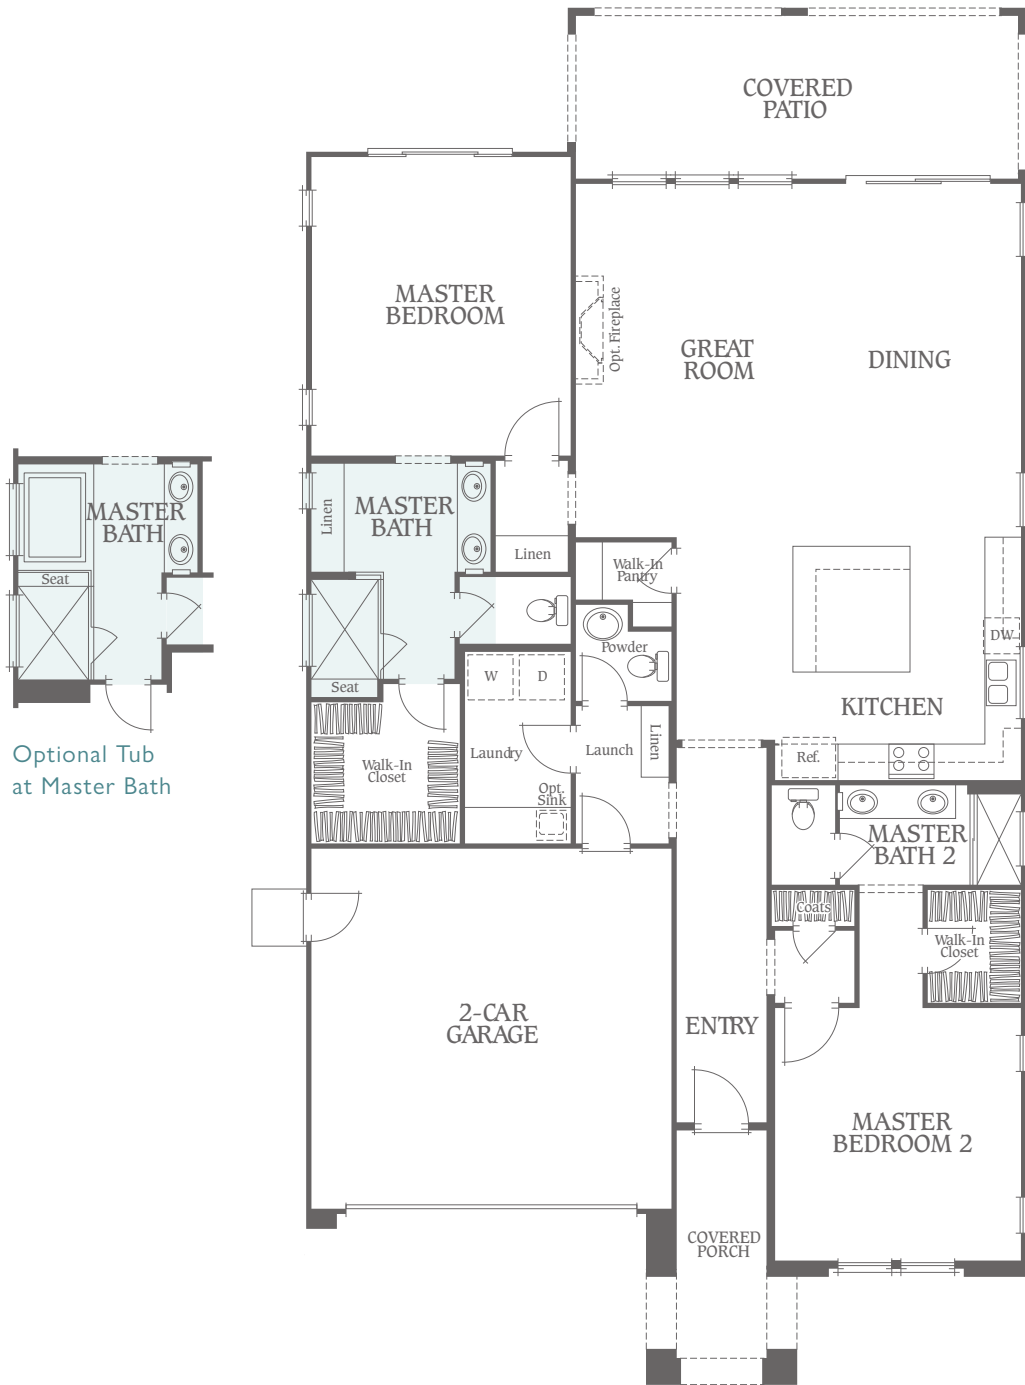 COVERED
PATIO
MASTER
BEDROOM
Opt. Fireplace
GREAT
ROOM
DINING
MASTER
BATH
Seat
Optional Tub
at Master Bath
Linen
MASTER
BATH
Linen
Walk-In
Pantry
Powder
DW
Seat
W
D
KITCHEN
Ref.
Walk-In
Closet
Laundry
Launch
Linen
Opt.
Sink
MASTER
BATH 2
Coats
Walk-In
Closet
2-CAR
GARAGE
ENTRY
MASTER
BEDROOM 2
COVERED
PORCH